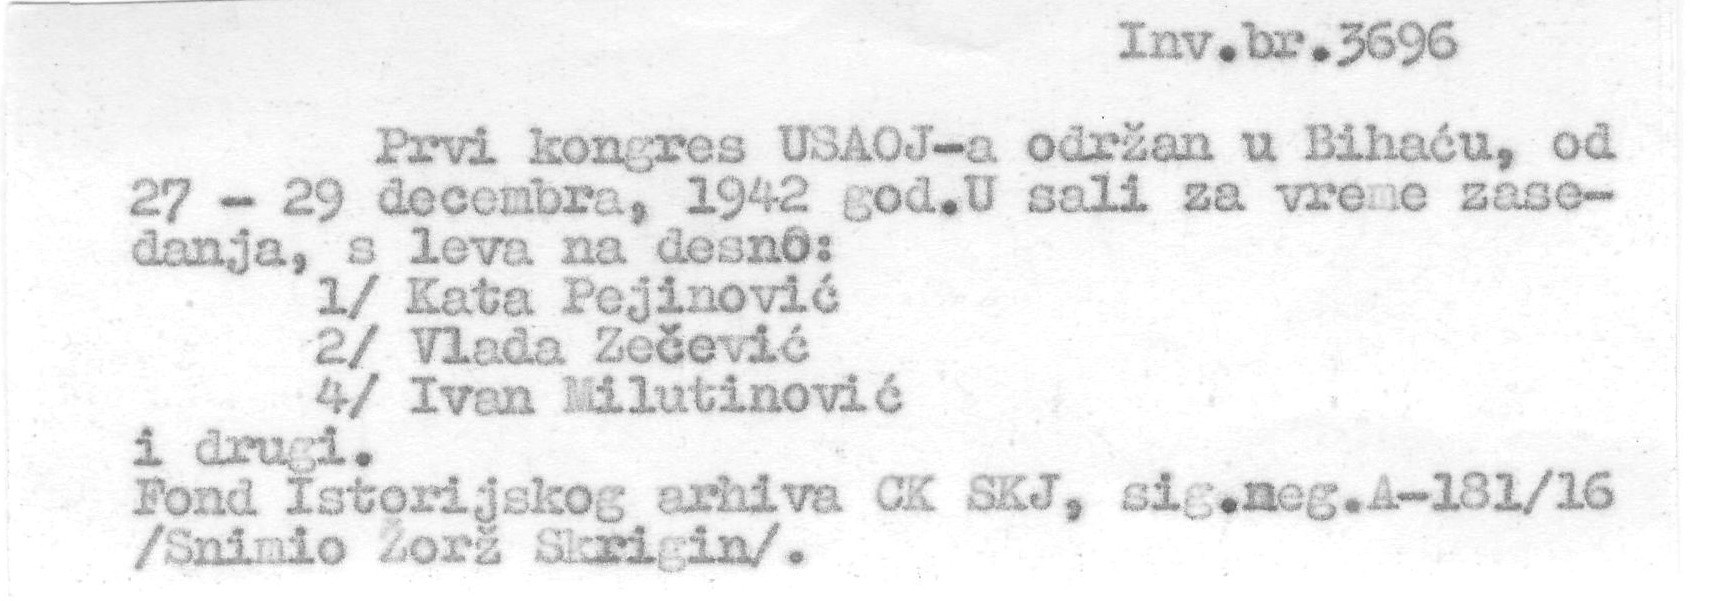 Inv.br.3696
Prvi kongres USAOJ-a održan u Bihaću, od
27 - 29 decembra, 1942 god.U sali za vreme zase-
danja, s leva na desno:
1/ Kata Pejinović
2/ Vlada Zečević
4/ Ivan Milutinović
i drugi.
Fond Istorijskog arhiva CK SKJ, sig.neg.A-181/16
/Snimio Žorž Skrigin/.